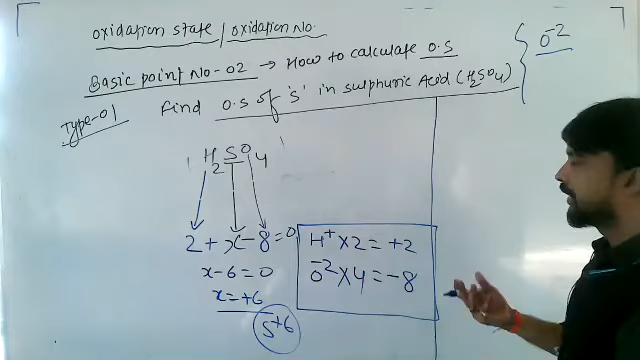 oxidation state / oxidation No.
Basic point No-02 → How to calculate O.S
O⁻²
Type-01 Find O.S of 'S' in sulphuric Acid (H₂SO₄)
H₂SO₄
2+x-8=0
x-6=0
x=+6
S⁺⁶
H⁺×2=+2
O⁻²×4=-8